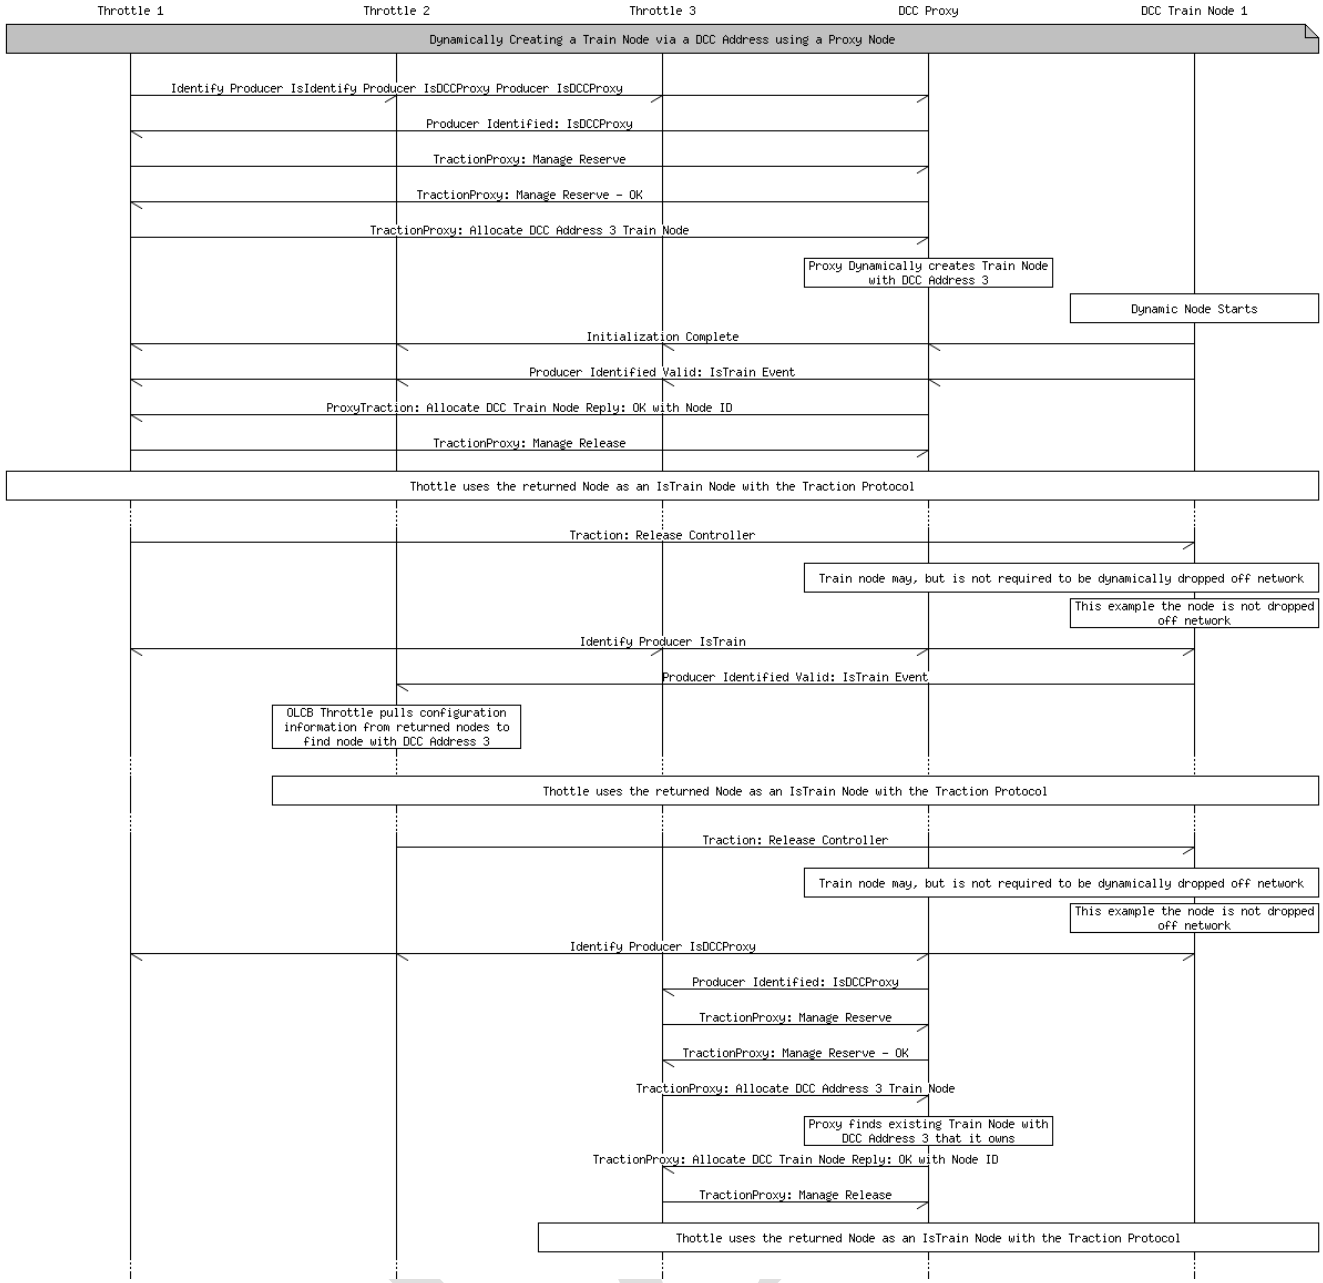 Throttle 1
Throttle 2
Throttle 3
DCC Proxy
DCC Train Node 1
Dynamically Creating a Train Node via a DCC Address using a Proxy Node
Identify Producer IsIdentify Producer IsDCCProxy Producer IsDCCProxy
Producer Identified: IsDCCProxy
TractionProxy: Manage Reserve
TractionProxy: Manage Reserve - OK
TractionProxy: Allocate DCC Address 3 Train Node
Proxy Dynamically creates Train Node
with DCC Address 3
Dynamic Node Starts
Initialization Complete
Producer Identified Valid: IsTrain Event
ProxyTraction: Allocate DCC Train Node Reply: OK with Node ID
TractionProxy: Manage Release
Thottle uses the returned Node as an IsTrain Node with the Traction Protocol
Traction: Release Controller
Train node may, but is not required to be dynamically dropped off network
This example the node is not dropped
off network
Identify Producer IsTrain
Producer Identified Valid: IsTrain Event
OLCB Throttle pulls configuration
information from returned nodes to
find node with DCC Address 3
Thottle uses the returned Node as an IsTrain Node with the Traction Protocol
Traction: Release Controller
Train node may, but is not required to be dynamically dropped off network
This example the node is not dropped
off network
Identify Producer IsDCCProxy
Producer Identified: IsDCCProxy
TractionProxy: Manage Reserve
TractionProxy: Manage Reserve - OK
TractionProxy: Allocate DCC Address 3 Train Node
Proxy finds existing Train Node with
DCC Address 3 that it owns
TractionProxy: Allocate DCC Train Node Reply: OK with Node ID
TractionProxy: Manage Release
Thottle uses the returned Node as an IsTrain Node with the Traction Protocol